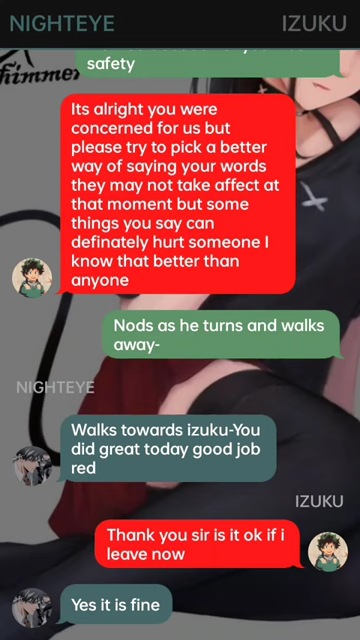 NIGHTEYE
IZUKU
himmer
safety
Its alright you were
concerned for us but
please try to pick a better
way of saying your words
they may not take affect at
that moment but some
things you say can
definately hurt someone I
know that better than
anyone
Nods as he turns and walks
away-
NIGHTEYE
Walks towards izuku-You
did great today good job
red
IZUKU
Thank you sir is it ok if i
leave now
Yes it is fine